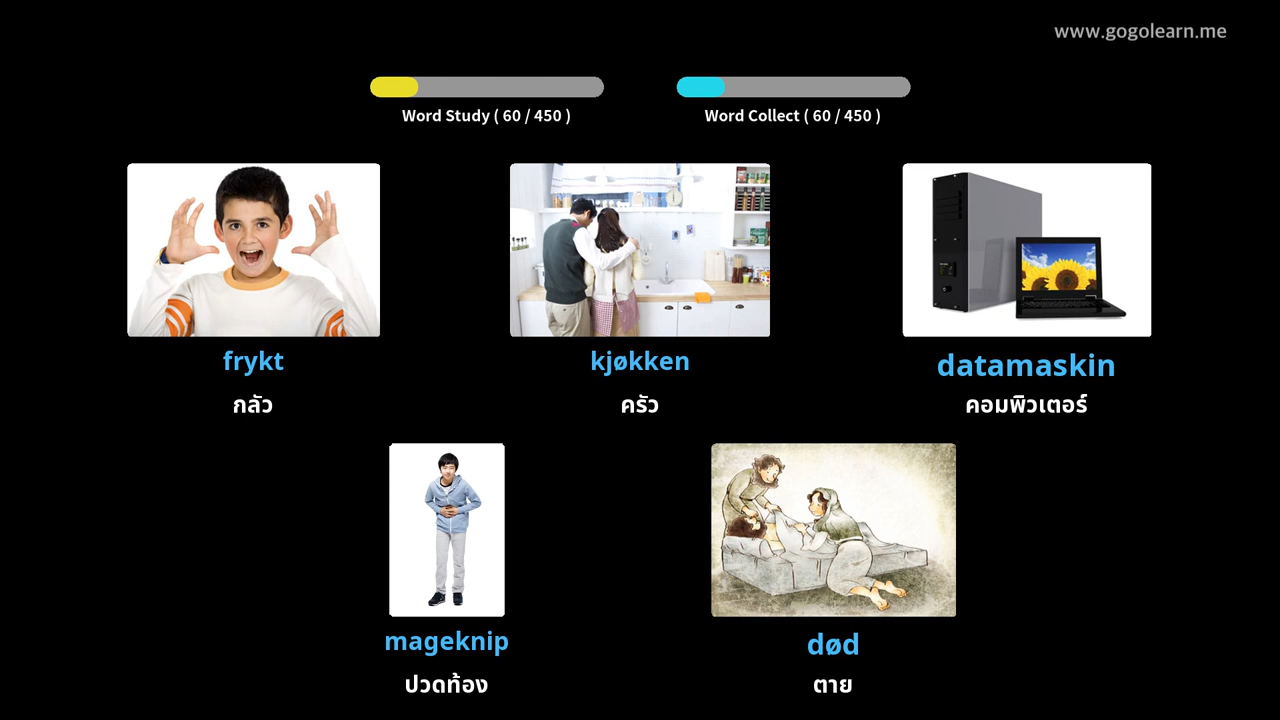 www.gogolearn.me
Word Study ( 60 / 450 )
Word Collect ( 60 / 450 )
frykt
กลัว
kjøkken
ครัว
datamaskin
คอมพิวเตอร์
mageknip
ปวดท้อง
død
ตาย